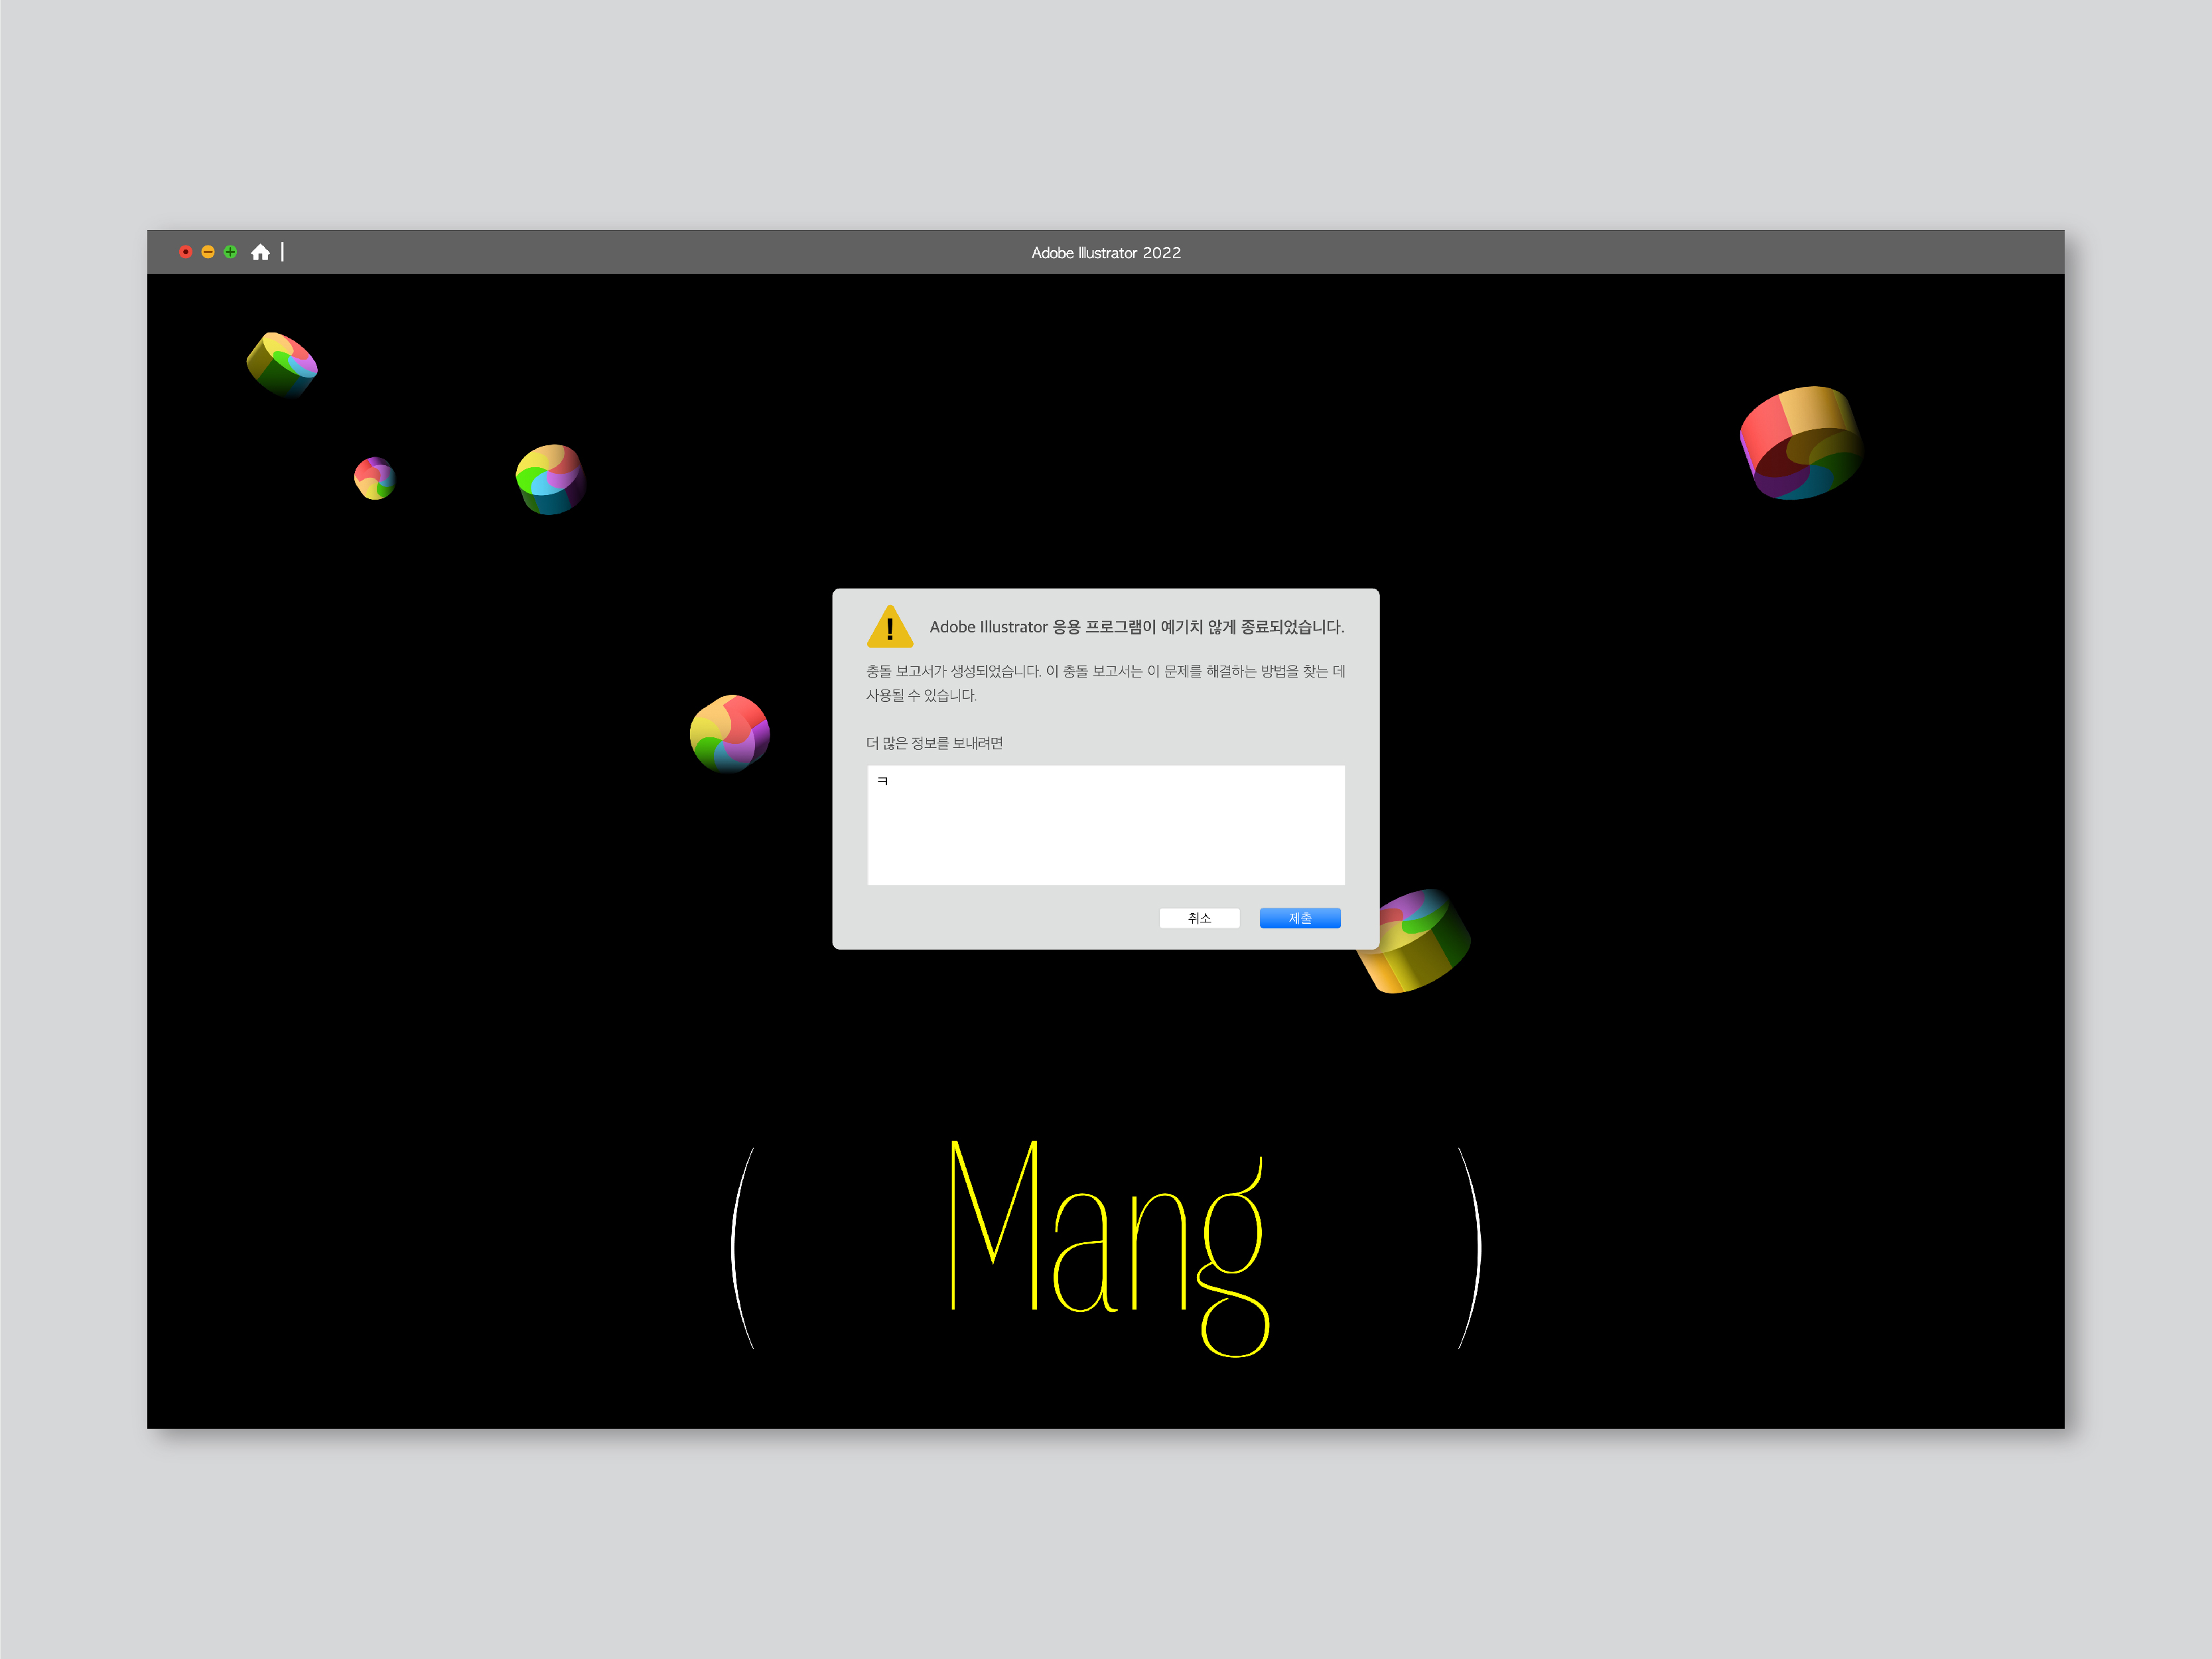 Adobe Illustrator 2022
Adobe Illustrator 응용 프로그램이 예기치 않게 종료되었습니다.
충돌 보고서가 생성되었습니다. 이 충돌 보고서는 이 문제를 해결하는 방법을 찾는 데
사용될 수 있습니다.
더 많은 정보를 보내려면
ㅋ
취소 제출
( Mang )